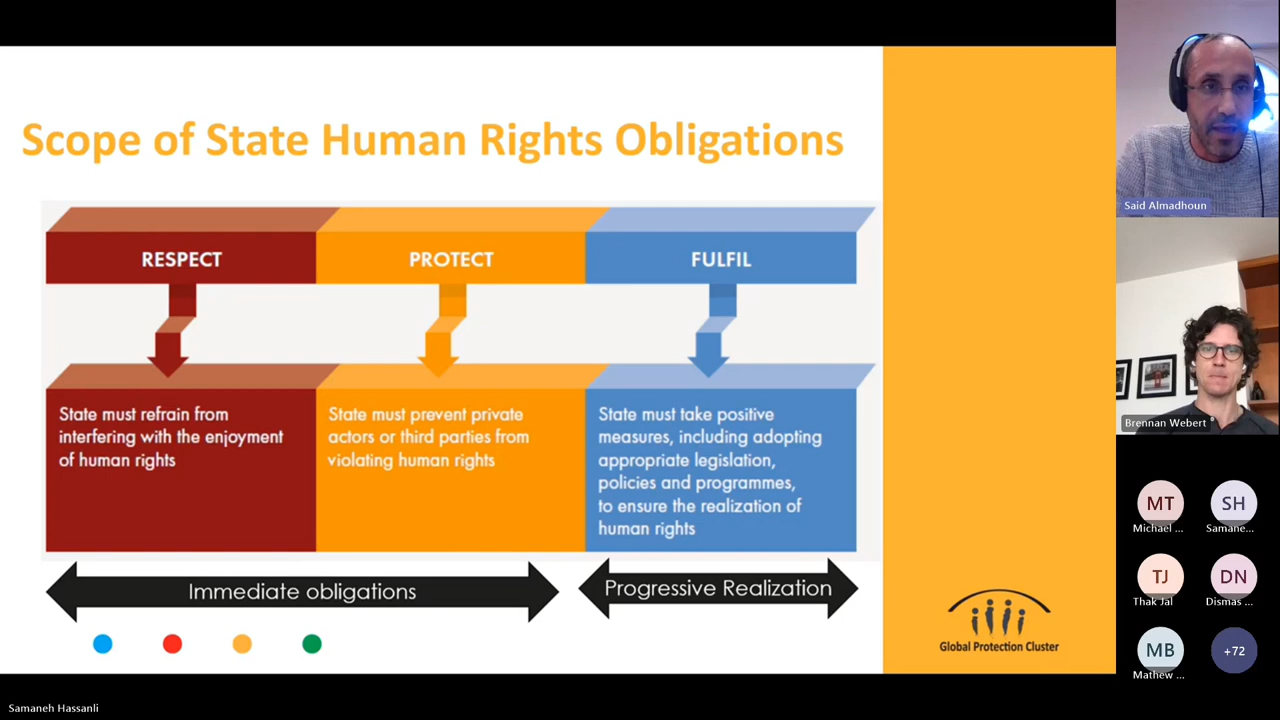 Scope of State Human Rights Obligations
RESPECT
PROTECT
FULFIL
State must refrain from
interfering with the enjoyment
of human rights
State must prevent private
actors or third parties from
violating human rights
State must take positive
measures, including adopting
appropriate legislation,
policies and programmes,
to ensure the realization of
human rights
Immediate obligations
Progressive Realization
Global Protection Cluster
Said Almadhoun
Brennan Webert
MT
Michael ...
SH
Samane...
TJ
Thak Jal
DN
Dismas ...
MB
Mathew ...
+72
Samaneh Hassanli